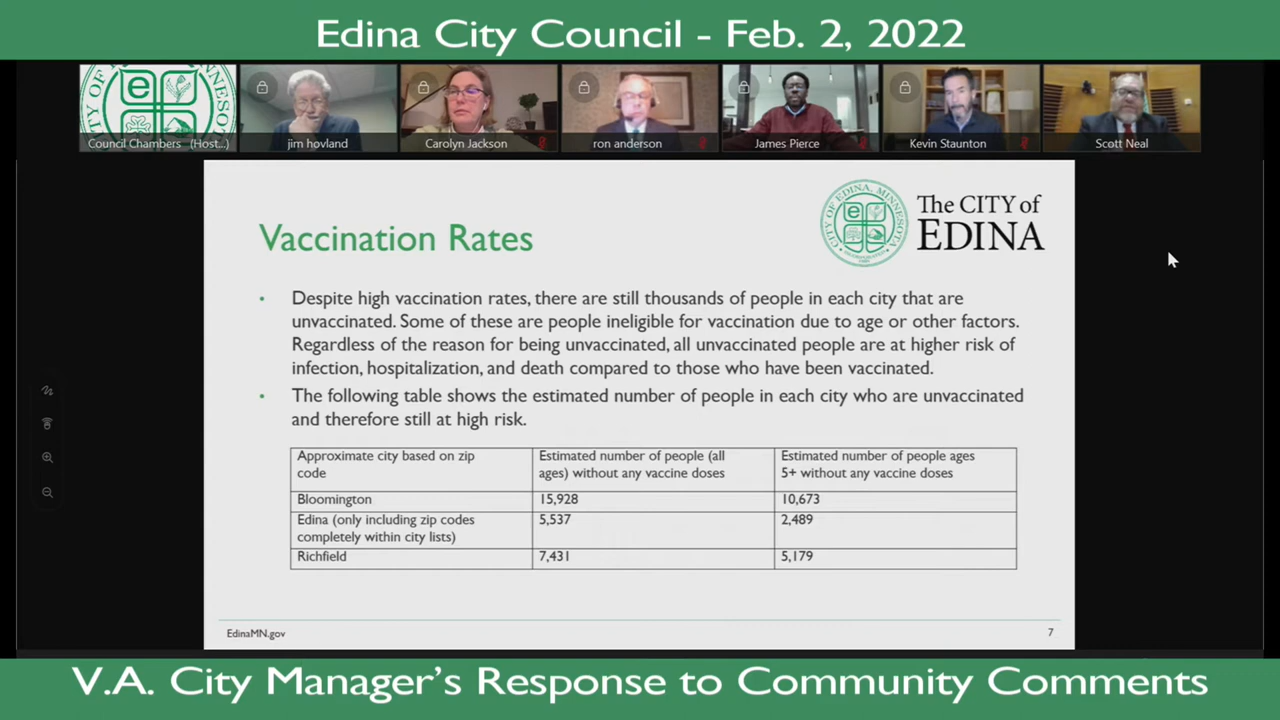 Edina City Council - Feb. 2, 2022
Council Chambers (Host...)
jim hovland
Carolyn Jackson
ron anderson
James Pierce
Kevin Staunton
Scott Neal
CITY OF EDINA, MINNESOTA
e
The CITY of
EDINA
Vaccination Rates
• Despite high vaccination rates, there are still thousands of people in each city that are
unvaccinated. Some of these are people ineligible for vaccination due to age or other factors.
Regardless of the reason for being unvaccinated, all unvaccinated people are at higher risk of
infection, hospitalization, and death compared to those who have been vaccinated.
• The following table shows the estimated number of people in each city who are unvaccinated
and therefore still at high risk.
Approximate city based on zip
code
Estimated number of people (all
ages) without any vaccine doses
Estimated number of people ages
5+ without any vaccine doses
Bloomington
15,928
10,673
Edina (only including zip codes
completely within city lists)
5,537
2,489
Richfield
7,431
5,179
EdinaMN.gov
7
V.A. City Manager's Response to Community Comments